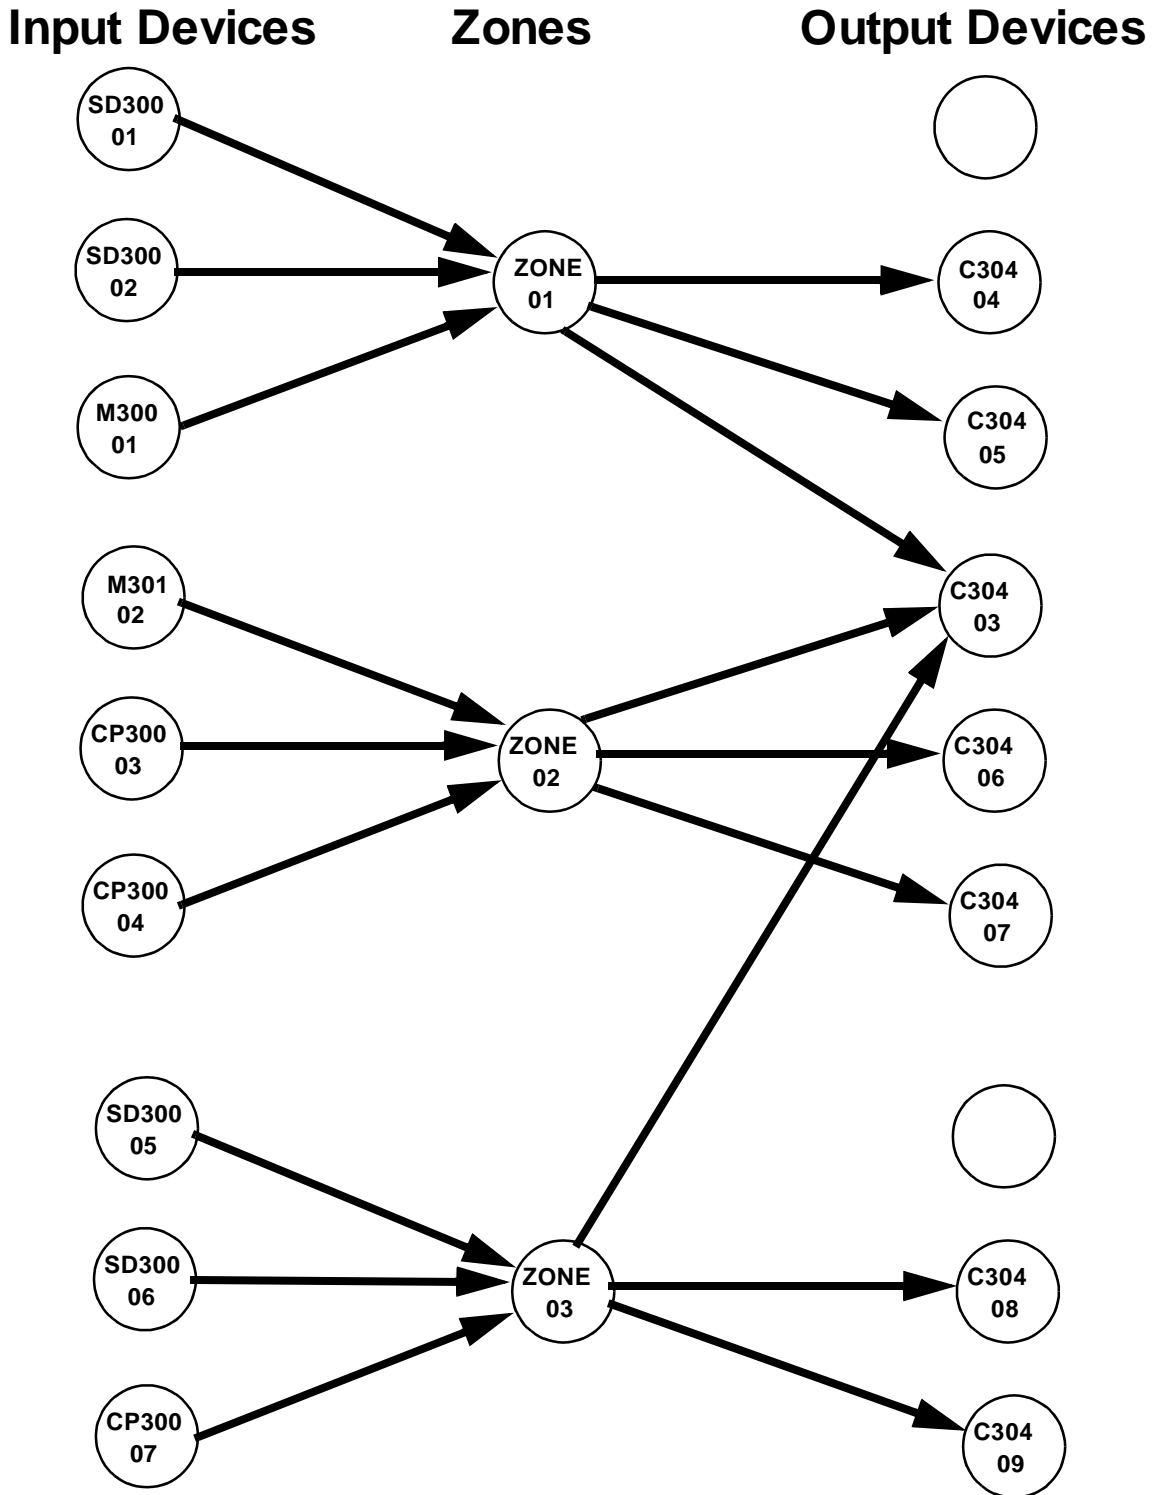 Input Devices
Zones
Output Devices
SD300
01
SD300
02
M300
01
M301
02
CP300
03
CP300
04
SD300
05
SD300
06
CP300
07
ZONE
01
ZONE
02
ZONE
03
C304
04
C304
05
C304
03
C304
06
C304
07
C304
08
C304
09